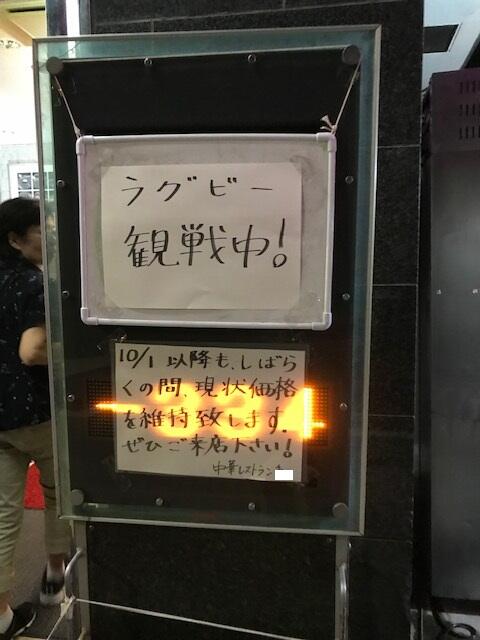 ラグビー
観戦中!
10/1以降も、しばら
くの間、現状価格
を維持致します。
ぜひご来店下さい!
中華レストラン